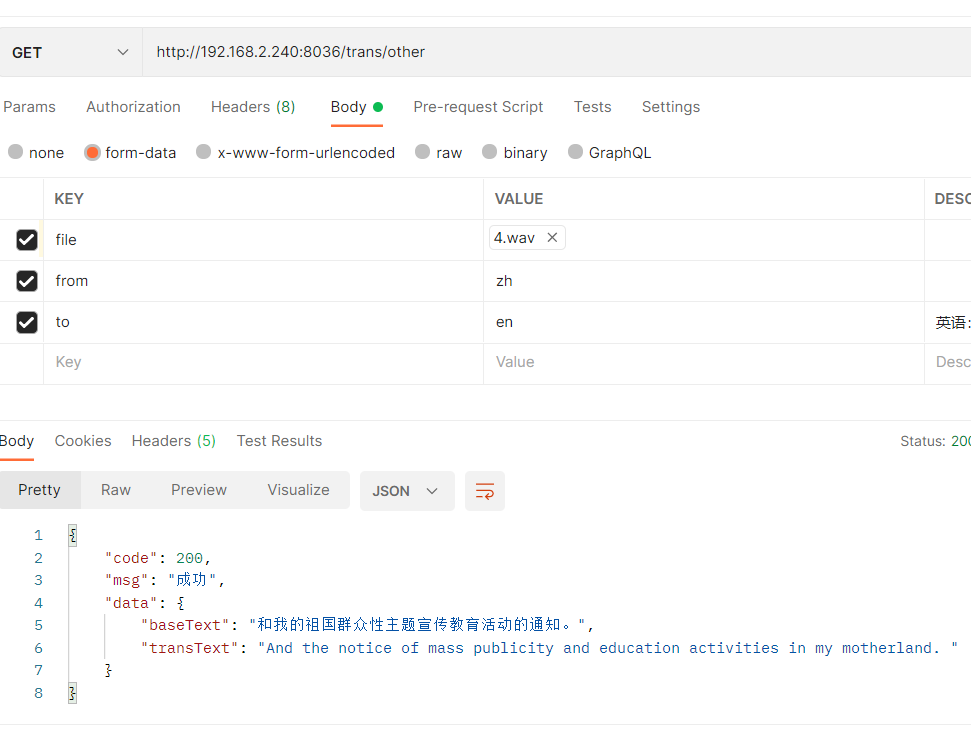 GET http://192.168.2.240:8036/trans/other
Params Authorization Headers (8) Body Pre-request Script Tests Settings
none form-data x-www-form-urlencoded raw binary GraphQL
KEY VALUE DESC
file 4.wav
from zh
to en 英语:
Key Value Desc
Body Cookies Headers (5) Test Results Status: 200
Pretty Raw Preview Visualize JSON
1 {
2 "code": 200,
3 "msg": "成功",
4 "data": {
5 "baseText": "和我的祖国群众性主题宣传教育活动的通知。",
6 "transText": "And the notice of mass publicity and education activities in my motherland. "
7 }
8 }